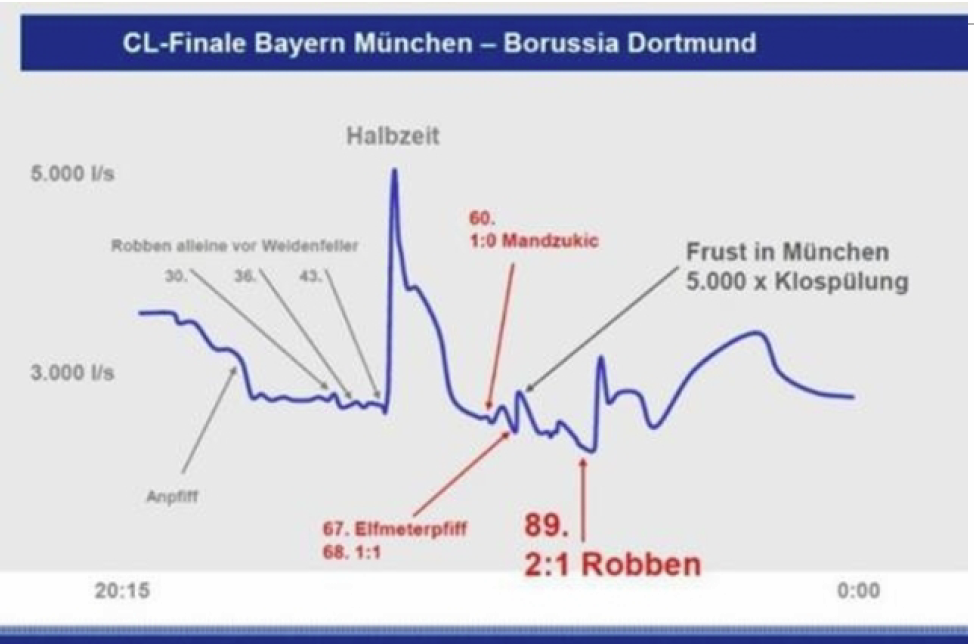 CL-Finale Bayern München – Borussia Dortmund
Halbzeit
5.000 l/s
60.
1:0 Mandzukic
Robben alleine vor Weidenfeller
30. 36. 43.
Frust in München
5.000 x Klospülung
3.000 l/s
Anpfiff
67. Elfmeterpfiff
68. 1:1
89.
2:1 Robben
20:15
0:00